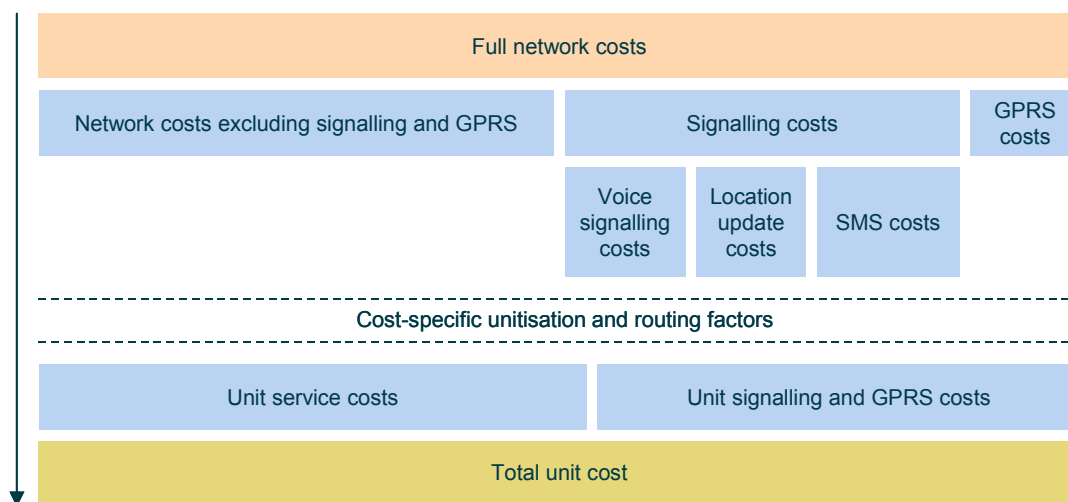 Full network costs
Network costs excluding signalling and GPRS
Signalling costs
GPRS
costs
Voice
signalling
costs
Location
update
costs
SMS costs
Cost-specific unitisation and routing factors
Unit service costs
Unit signalling and GPRS costs
Total unit cost